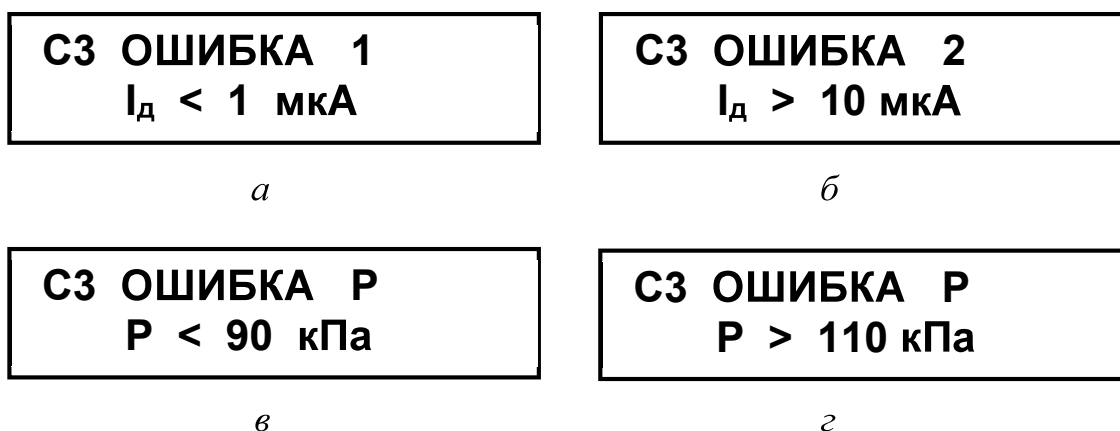 С3 ОШИБКА 1
Iд < 1 мкА
а
С3 ОШИБКА 2
Iд > 10 мкА
б
С3 ОШИБКА Р
Р < 90 кПа
в
С3 ОШИБКА Р
Р > 110 кПа
г